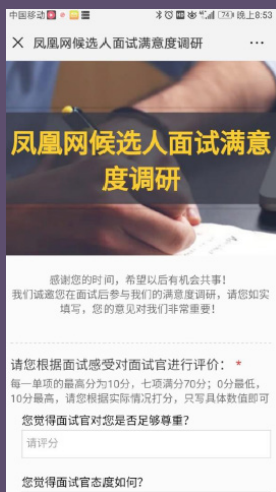 中国移动
74
晚上8:53
凤凰网候选人面试满意度调研
凤凰网候选人面试满意
度调研
感谢您的时间，希望以后有机会共事！
我们诚邀您在面试后参与我们的满意度调研，请您如实
填写，您的意见对我们非常重要！
请您根据面试感受对面试官进行评价： *
每一单项的最高分为10分，七项满分70分；0分最低，
10分最高，请您根据实际情况打分，只写具体数值即可
您觉得面试官对您是否足够尊重？
请评分
您觉得面试官态度如何？